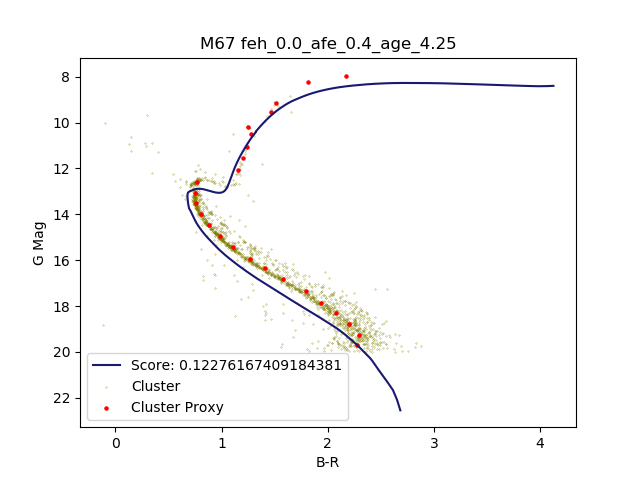 M67 feh_0.0_afe_0.4_age_4.25
8
10
12
14
16
18
20
22
G Mag
Score: 0.12276167409184381
Cluster
Cluster Proxy
0
1
2
3
4
B-R